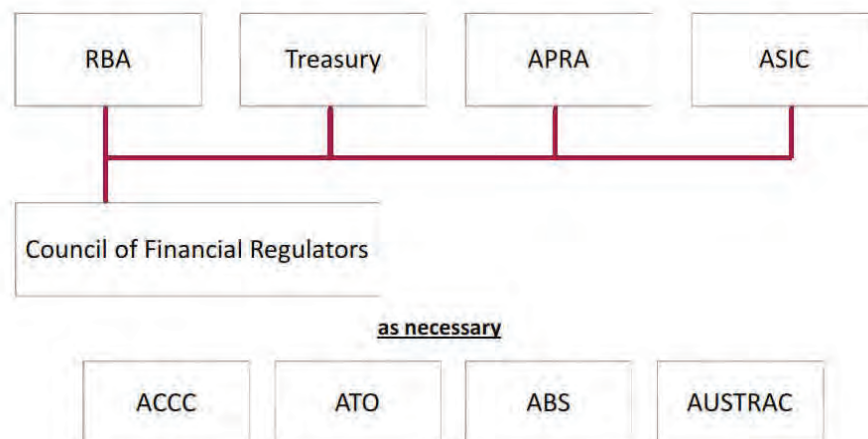 RBA
Treasury
APRA
ASIC
Council of Financial Regulators
as necessary
ACCC
ATO
ABS
AUSTRAC